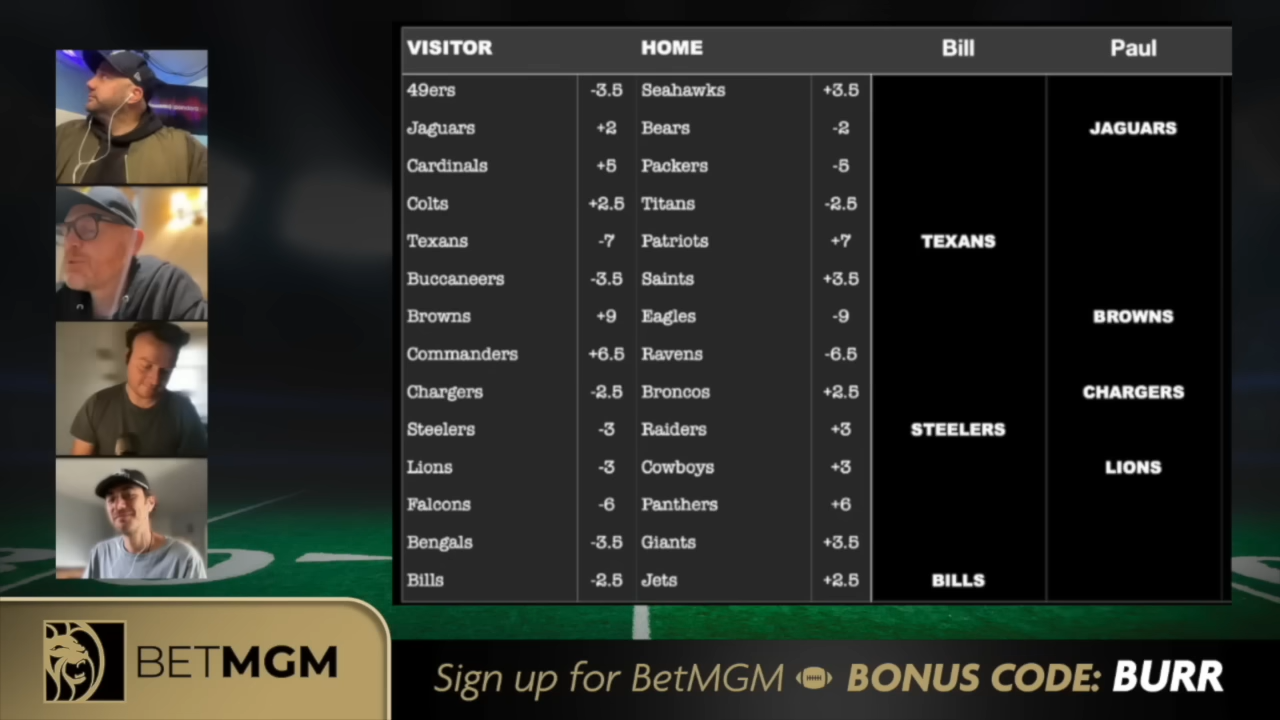 VISITOR HOME Bill Paul
49ers -3.5 Seahawks +3.5
Jaguars +2 Bears -2 JAGUARS
Cardinals +5 Packers -5
Colts +2.5 Titans -2.5
Texans -7 Patriots +7 TEXANS
Buccaneers -3.5 Saints +3.5
Browns +9 Eagles -9 BROWNS
Commanders +6.5 Ravens -6.5
Chargers -2.5 Broncos +2.5 CHARGERS
Steelers -3 Raiders +3 STEELERS
Lions -3 Cowboys +3 LIONS
Falcons -6 Panthers +6
Bengals -3.5 Giants +3.5
Bills -2.5 Jets +2.5 BILLS
BETMGM
Sign up for BetMGM BONUS CODE: BURR